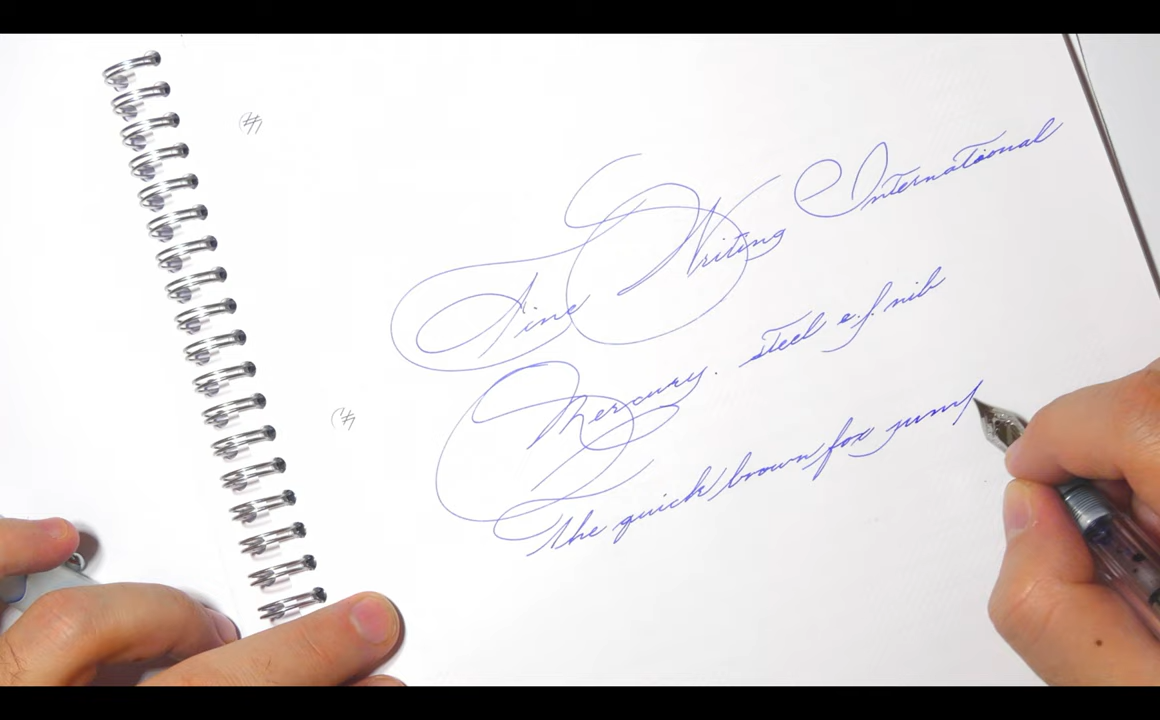 Fine Writing International
Mercury. steel e.f. nib
The quick brown fox jump